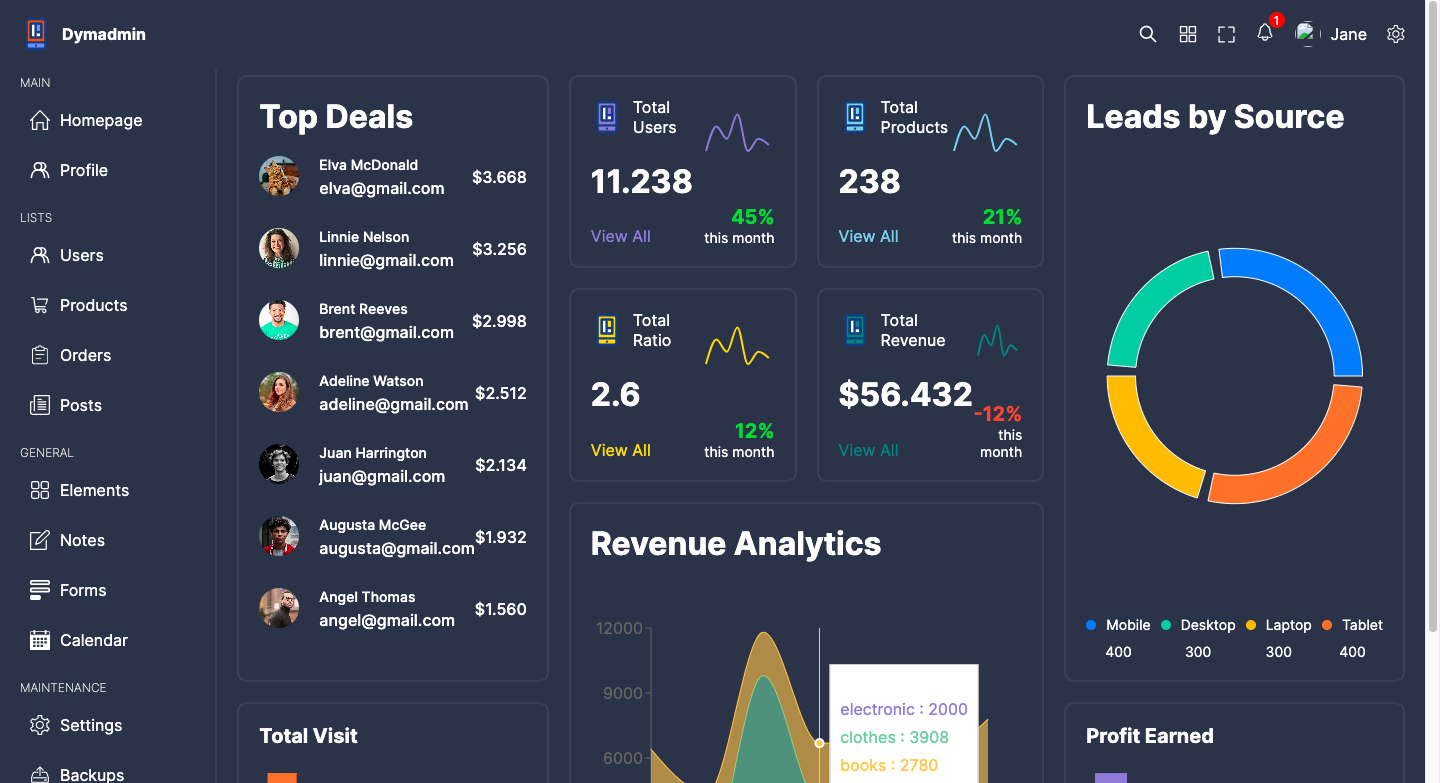 Dymadmin
1
Jane
MAIN
Homepage
Profile
LISTS
Users
Products
Orders
Posts
GENERAL
Elements
Notes
Forms
Calendar
MAINTENANCE
Settings
Backups
Top Deals
Elva McDonald
elva@gmail.com
$3.668
Linnie Nelson
linnie@gmail.com
$3.256
Brent Reeves
brent@gmail.com
$2.998
Adeline Watson
adeline@gmail.com
$2.512
Juan Harrington
juan@gmail.com
$2.134
Augusta McGee
augusta@gmail.com
$1.932
Angel Thomas
angel@gmail.com
$1.560
Total
Users
11.238
View All
45%
this month
Total
Products
238
View All
21%
this month
Total
Ratio
2.6
View All
12%
this month
Total
Revenue
$56.432
View All
-12%
this
month
Leads by Source
Mobile
400
Desktop
300
Laptop
300
Tablet
400
Revenue Analytics
12000
9000
6000
electronic : 2000
clothes : 3908
books : 2780
Total Visit
Profit Earned